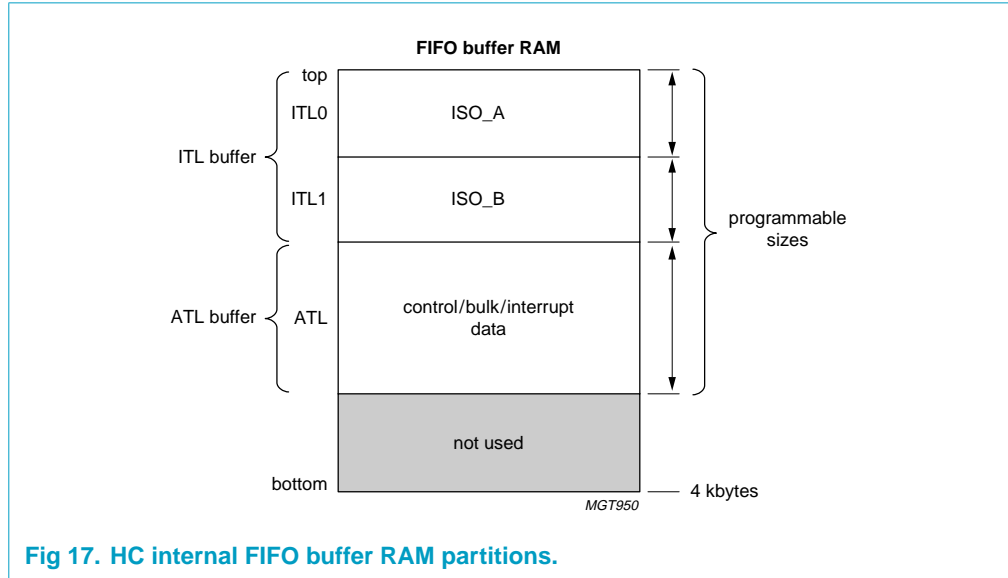 FIFO buffer RAM
top
ITL0
ISO_A
ITL buffer
ITL1
ISO_B
programmable
sizes
ATL buffer
ATL
control/bulk/interrupt
data
not used
bottom
4 kbytes
MGT950
Fig 17. HC internal FIFO buffer RAM partitions.